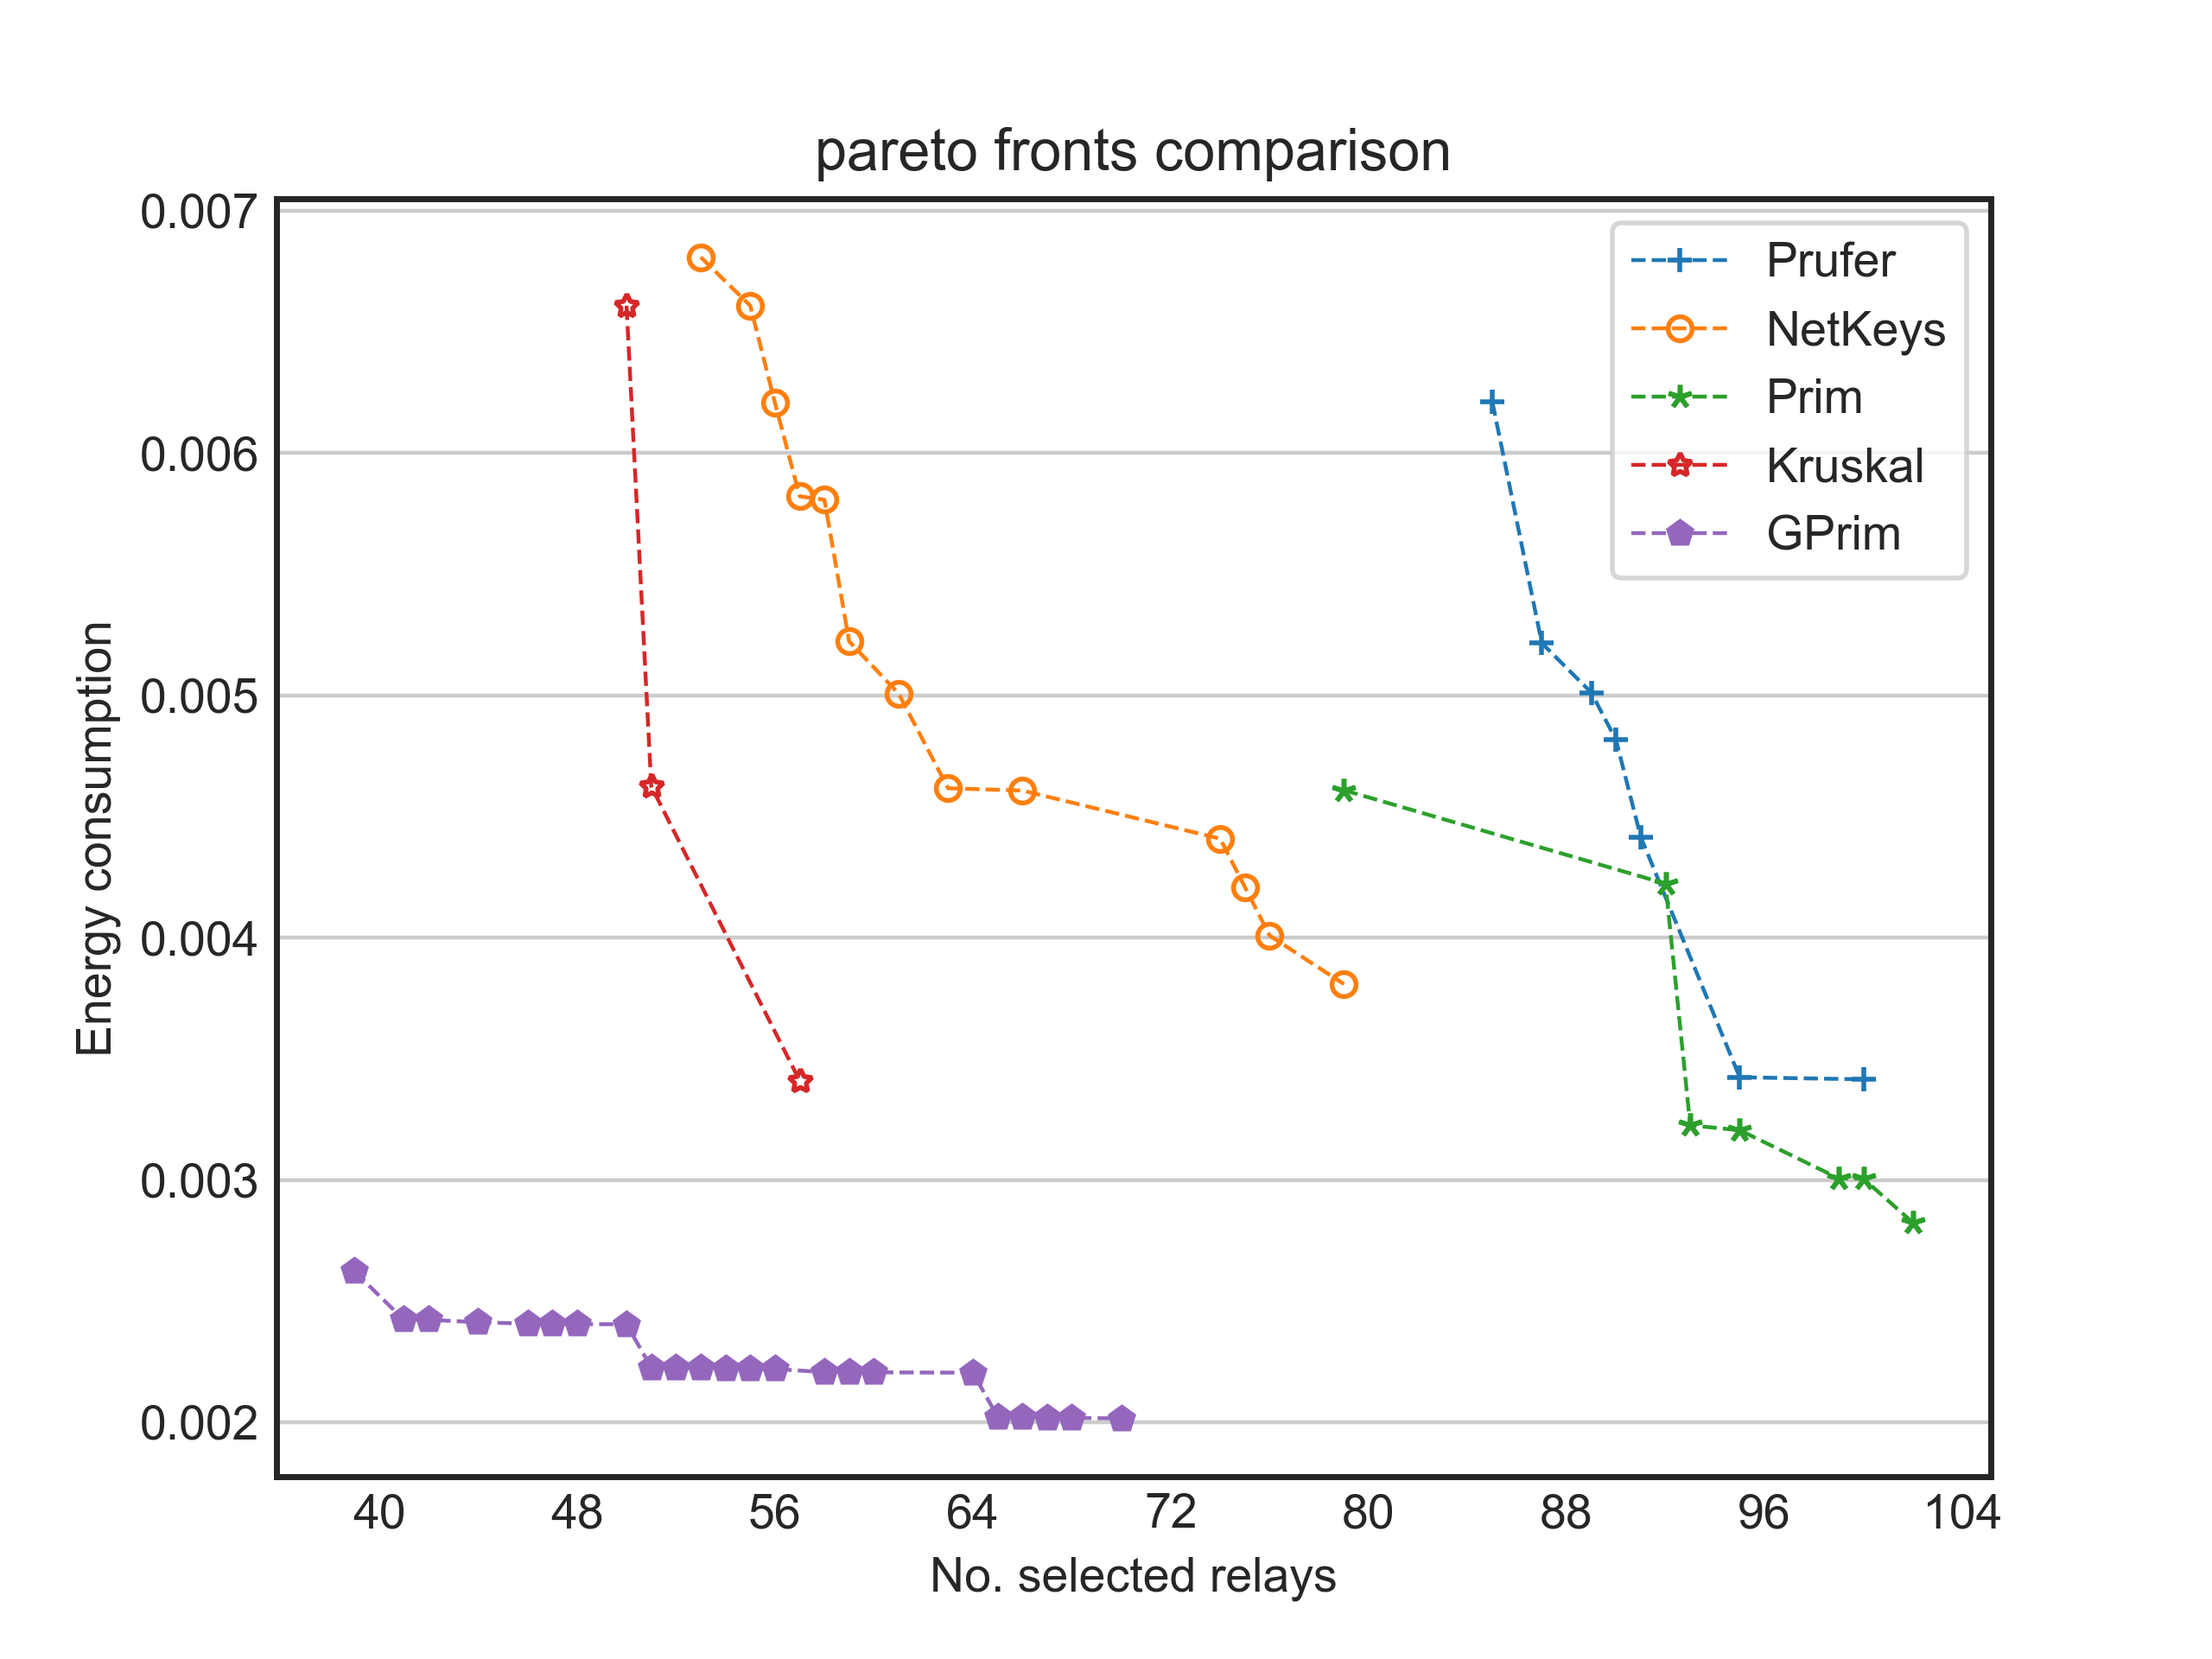 pareto fronts comparison
0.007
0.006
0.005
0.004
0.003
0.002
Energy consumption
Prufer
NetKeys
Prim
Kruskal
GPrim
40 48 56 64 72 80 88 96 104
No. selected relays